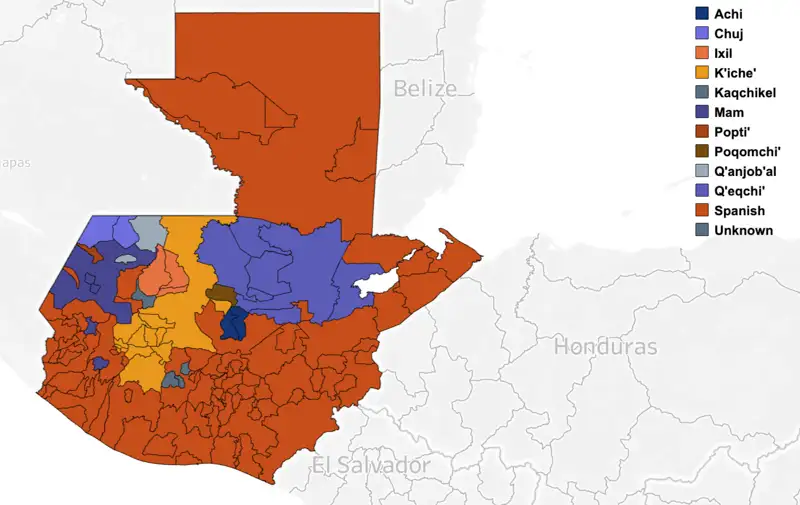 Achi
Chuj
Ixil
K'iche'
Kaqchikel
Mam
Popti'
Poqomchi'
Q'anjob'al
Q'eqchi'
Spanish
Unknown
Belize
apas
Honduras
El Salvador